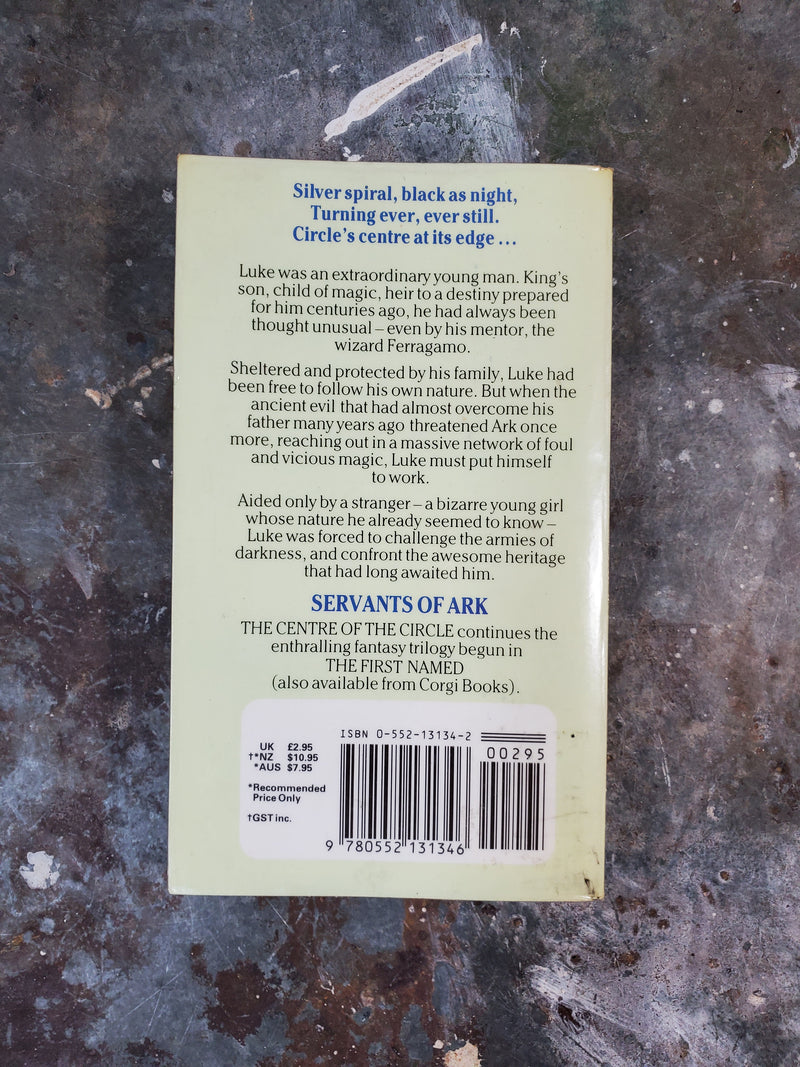 Silver spiral, black as night,
Turning ever, ever still.
Circle's centre at its edge ...
Luke was an extraordinary young man. King's
son, child of magic, heir to a destiny prepared
for him centuries ago, he had always been
thought unusual – even by his mentor, the
wizard Ferragamo.
Sheltered and protected by his family, Luke had
been free to follow his own nature. But when the
ancient evil that had almost overcome his
father many years ago threatened Ark once
more, reaching out in a massive network of foul
and vicious magic, Luke must put himself
to work.
Aided only by a stranger – a bizarre young girl
whose nature he already seemed to know –
Luke was forced to challenge the armies of
darkness, and confront the awesome heritage
that had long awaited him.
SERVANTS OF ARK
THE CENTRE OF THE CIRCLE continues the
enthralling fantasy trilogy begun in
THE FIRST NAMED
(also available from Corgi Books).
ISBN 0-552-13134-2
UK £2.95
†*NZ $10.95
*AUS $7.95
*Recommended
Price Only
†GST inc.
00295
9 780552 131346